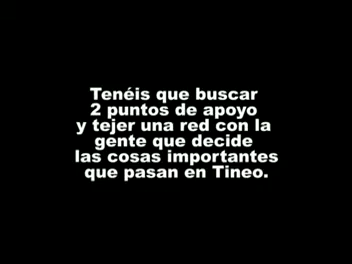 Tenéis que buscar
2 puntos de apoyo
y tejer una red con la
gente que decide
las cosas importantes
que pasan en Tineo.